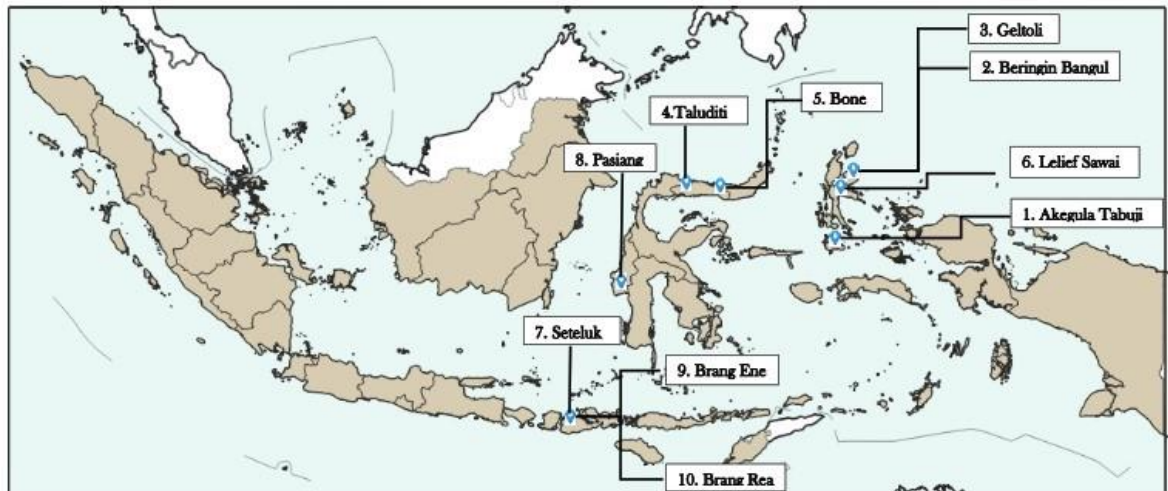 3. Geltoli
2. Beringin Bangul
5. Bone
4.Taluditi
8. Pasiang
6. Lelief Sawai
1. Akegula Tabuji
7. Seteluk
9. Brang Ene
10. Brang Rea